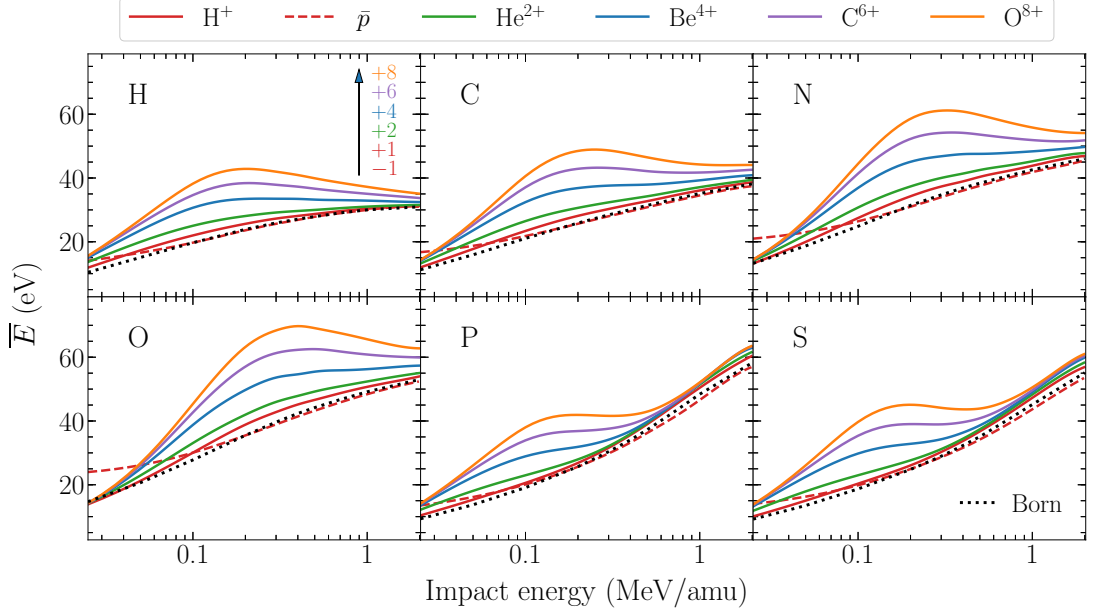 H⁺ p̄ He²⁺ Be⁴⁺ C⁶⁺ O⁸⁺
H
+8
+6
+4
+2
+1
−1
C
N
60
40
20
O
P
S
60
40
20
Born
0.1 1 0.1 1 0.1 1
E̅ (eV)
Impact energy (MeV/amu)